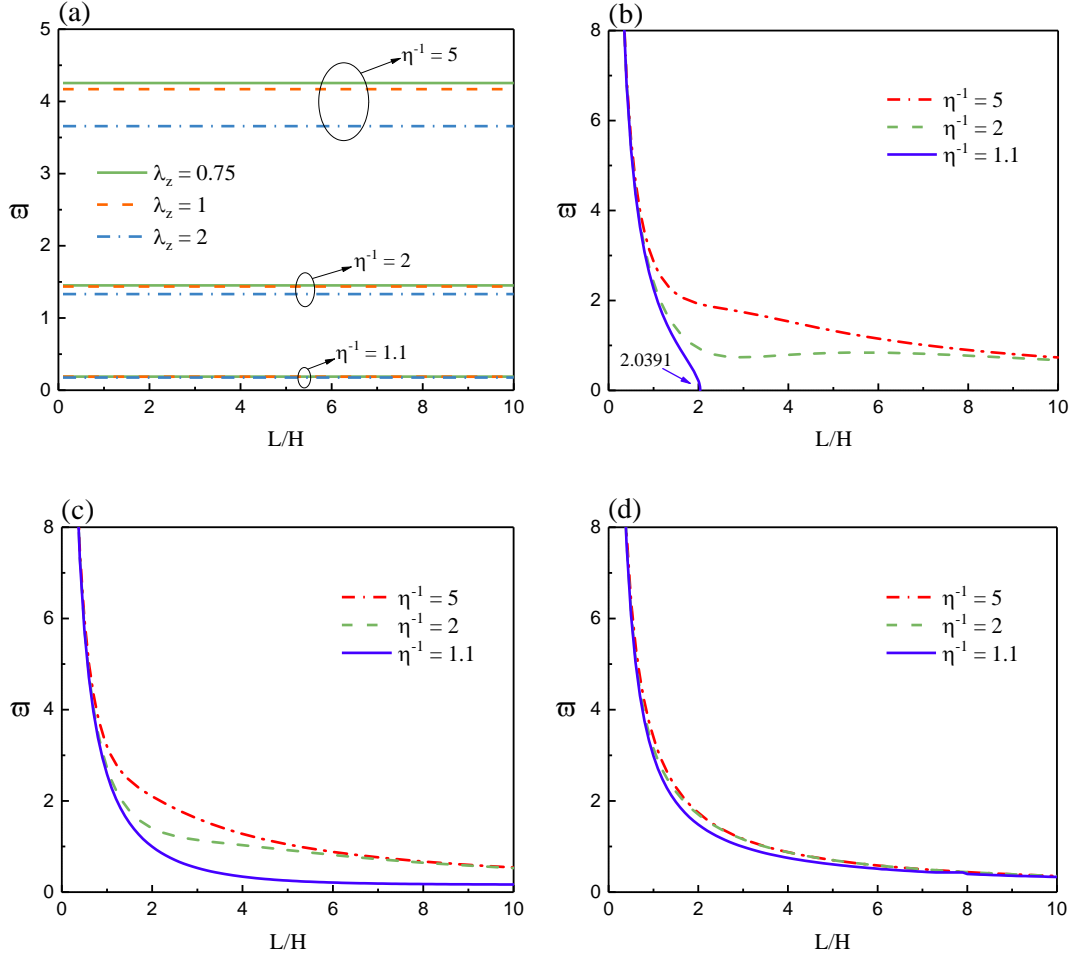 (a)
5
4
3
2
1
0
ϖ
η⁻¹ = 5
λz = 0.75
λz = 1
λz = 2
η⁻¹ = 2
η⁻¹ = 1.1
0 2 4 6 8 10
L/H
(b)
8
6
4
2
0
ϖ
η⁻¹ = 5
η⁻¹ = 2
η⁻¹ = 1.1
2.0391
0 2 4 6 8 10
L/H
(c)
8
6
4
2
0
ϖ
η⁻¹ = 5
η⁻¹ = 2
η⁻¹ = 1.1
0 2 4 6 8 10
L/H
(d)
8
6
4
2
0
ϖ
η⁻¹ = 5
η⁻¹ = 2
η⁻¹ = 1.1
0 2 4 6 8 10
L/H